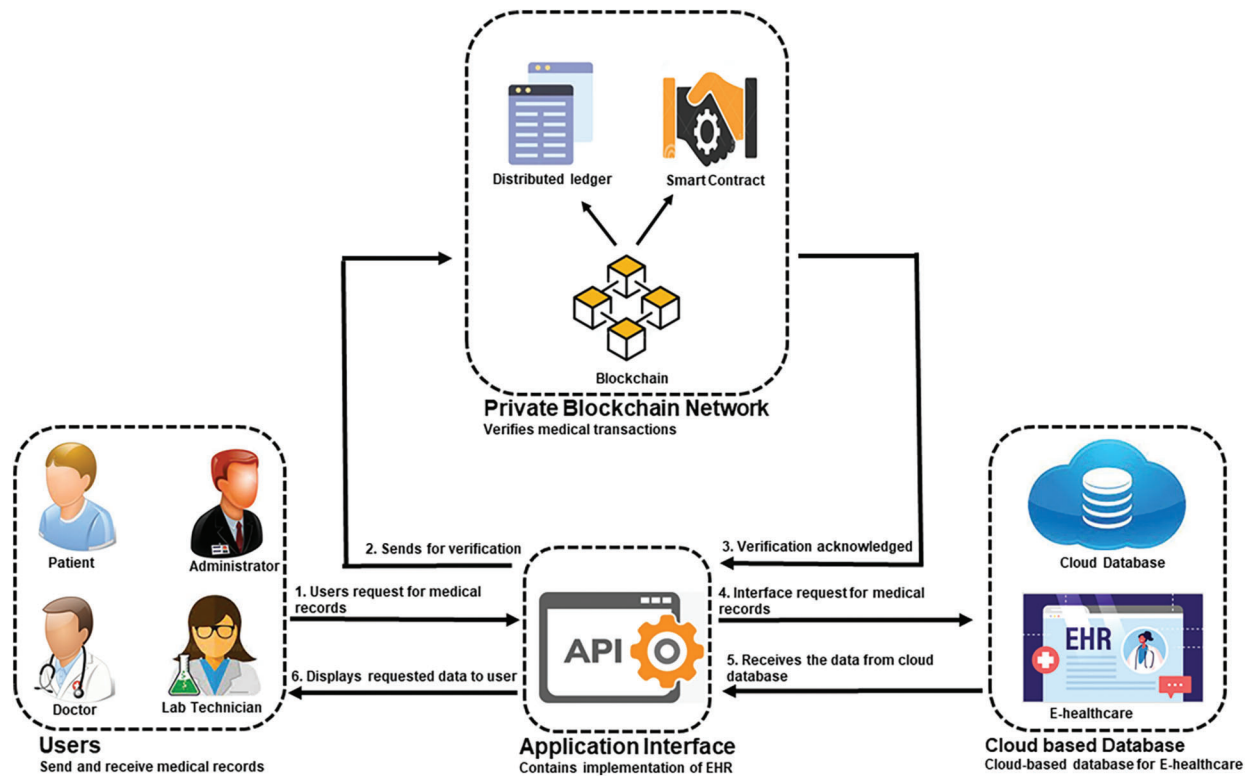 Distributed ledger
Smart Contract
Blockchain
Private Blockchain Network
Verifies medical transactions
Patient
Administrator
Doctor
Lab Technician
Users
Send and receive medical records
2. Sends for verification
3. Verification acknowledged
1. Users request for medical
records
4. Interface request for medical
records
API
6. Displays requested data to user
5. Receives the data from cloud
database
Application Interface
Contains implementation of EHR
Cloud Database
EHR
E-healthcare
Cloud based Database
Cloud-based database for E-healthcare